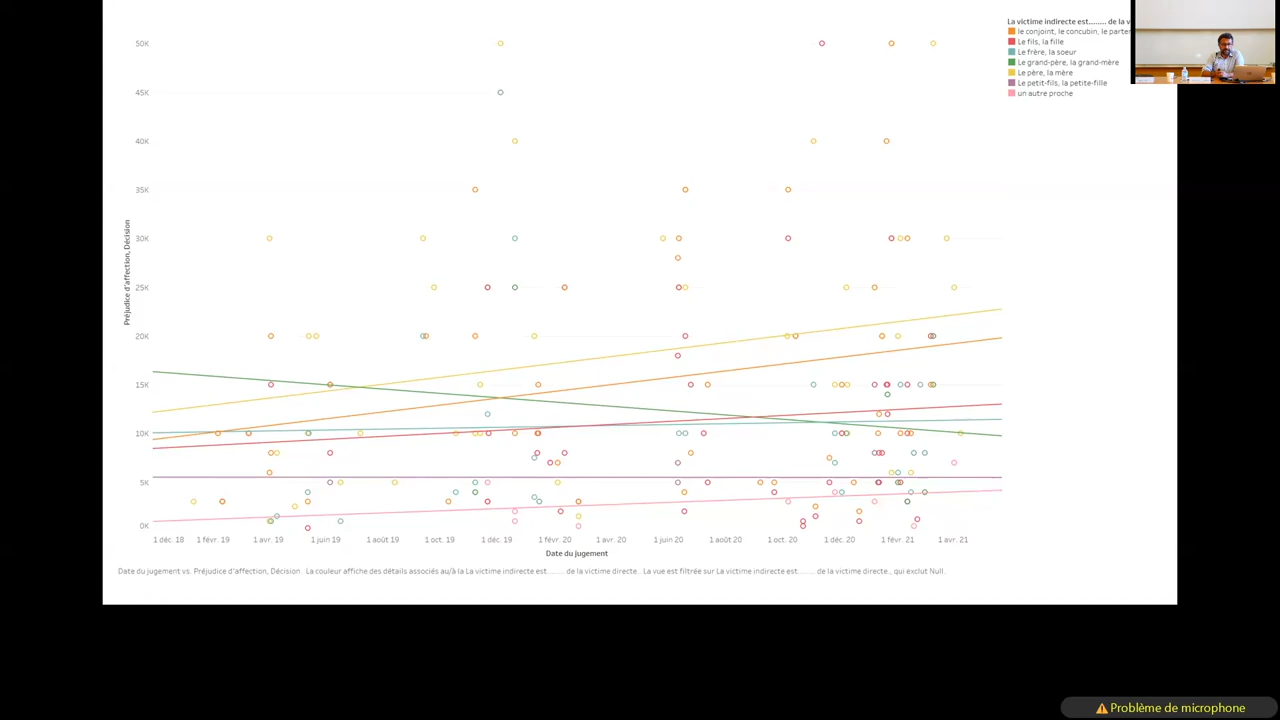 La victime indirecte est........ de la v
le conjoint, le concubin, le parten
Le fils, la fille
Le frère, la soeur
Le grand-père, la grand-mère
Le père, la mère
Le petit-fils, la petite-fille
un autre proche
Préjudice d'affection, Décision
50K
45K
40K
35K
30K
25K
20K
15K
10K
5K
0K
1 déc. 18 1 févr. 19 1 avr. 19 1 juin 19 1 août 19 1 oct. 19 1 déc. 19 1 févr. 20 1 avr. 20 1 juin 20 1 août 20 1 oct. 20 1 déc. 20 1 févr. 21 1 avr. 21
Date du jugement
Date du jugement vs. Préjudice d'affection, Décision. La couleur affiche des détails associés au/à la La victime indirecte est........ de la victime directe.. La vue est filtrée sur La victime indirecte est........ de la victime directe., qui exclut Null.
Problème de microphone